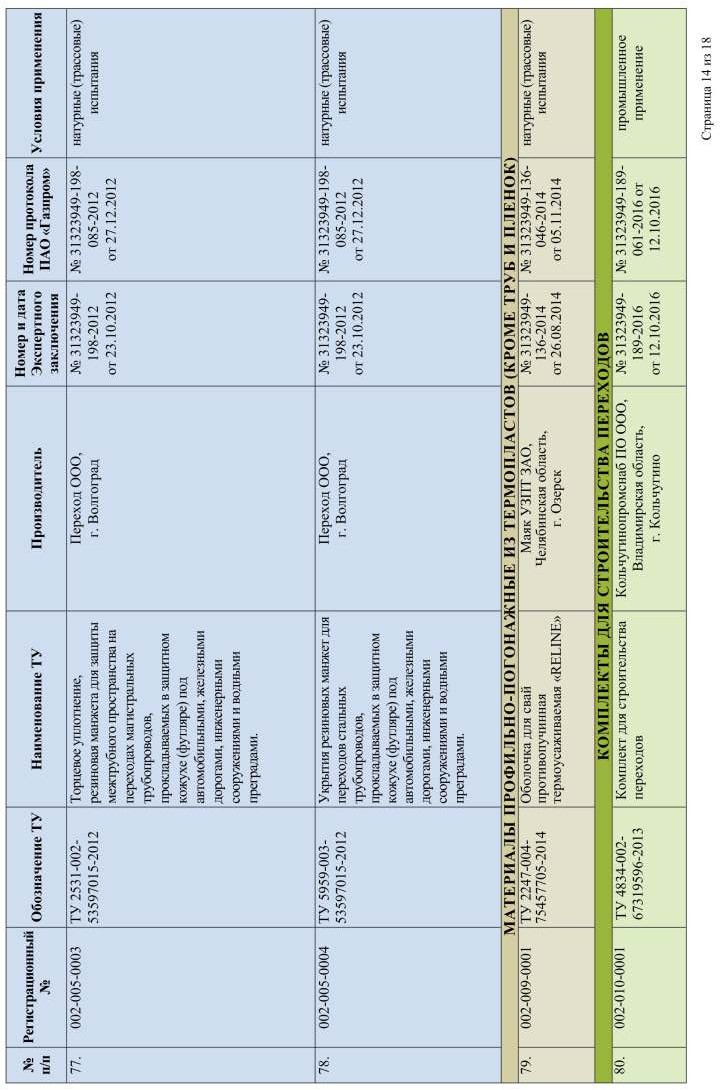 №
п/п
Регистрационный
№
Обозначение ТУ
Наименование ТУ
Производитель
Номер и дата
Экспертного
заключения
Номер протокола
ПАО «Газпром»
Условия применения
77.
002-005-0003
ТУ 2531-002-
53597015-2012
Торцевое уплотнение,
резиновая манжета для защиты
межтрубного пространства на
переходах магистральных
трубопроводов,
прокладываемых в защитном
кожухе (футляре) под
автомобильными, железными
дорогами, инженерными
сооружениями и водными
преградами.
Переход ООО,
г. Волгоград
№ 31323949-
198-2012
от 23.10.2012
№ 31323949-198-
085-2012
от 27.12.2012
натурные (трассовые)
испытания
78.
002-005-0004
ТУ 5959-003-
53597015-2012
Укрытия резиновых манжет для
переходов стальных
трубопроводов,
прокладываемых в защитном
кожухе (футляре) под
автомобильными, железными
дорогами, инженерными
сооружениями и водными
преградами.
Переход ООО,
г. Волгоград
№ 31323949-
198-2012
от 23.10.2012
№ 31323949-198-
085-2012
от 27.12.2012
натурные (трассовые)
испытания
МАТЕРИАЛЫ ПРОФИЛЬНО-ПОГОНАЖНЫЕ ИЗ ТЕРМОПЛАСТОВ (КРОМЕ ТРУБ И ПЛЕНОК)
79.
002-009-0001
ТУ 2247-004-
75457705-2014
Оболочка для свай
противопучинная
термоусаживаемая «RELINE»
Маяк УЗПТ ЗАО,
Челябинская область,
г. Озерск
№ 31323949-
136-2014
от 26.08.2014
№ 31323949-136-
046-2014
от 05.11.2014
натурные (трассовые)
испытания
КОМПЛЕКТЫ ДЛЯ СТРОИТЕЛЬСТВА ПЕРЕХОДОВ
80.
002-010-0001
ТУ 4834-002-
67319596-2013
Комплект для строительства
переходов
Кольчугинопромснаб ПО ООО,
Владимирская область,
г. Кольчугино
№ 31323949-
189-2016
от 12.10.2016
№ 31323949-189-
061-2016 от
12.10.2016
промышленное
применение
Страница 14 из 18